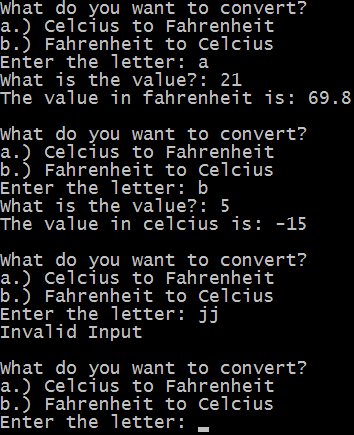 What do you want to convert?
a.) Celcius to Fahrenheit
b.) Fahrenheit to Celcius
Enter the letter: a
What is the value?: 21
The value in fahrenheit is: 69.8
What do you want to convert?
a.) Celcius to Fahrenheit
b.) Fahrenheit to Celcius
Enter the letter: b
What is the value?: 5
The value in celcius is: -15
What do you want to convert?
a.) Celcius to Fahrenheit
b.) Fahrenheit to Celcius
Enter the letter: jj
Invalid Input
What do you want to convert?
a.) Celcius to Fahrenheit
b.) Fahrenheit to Celcius
Enter the letter: _